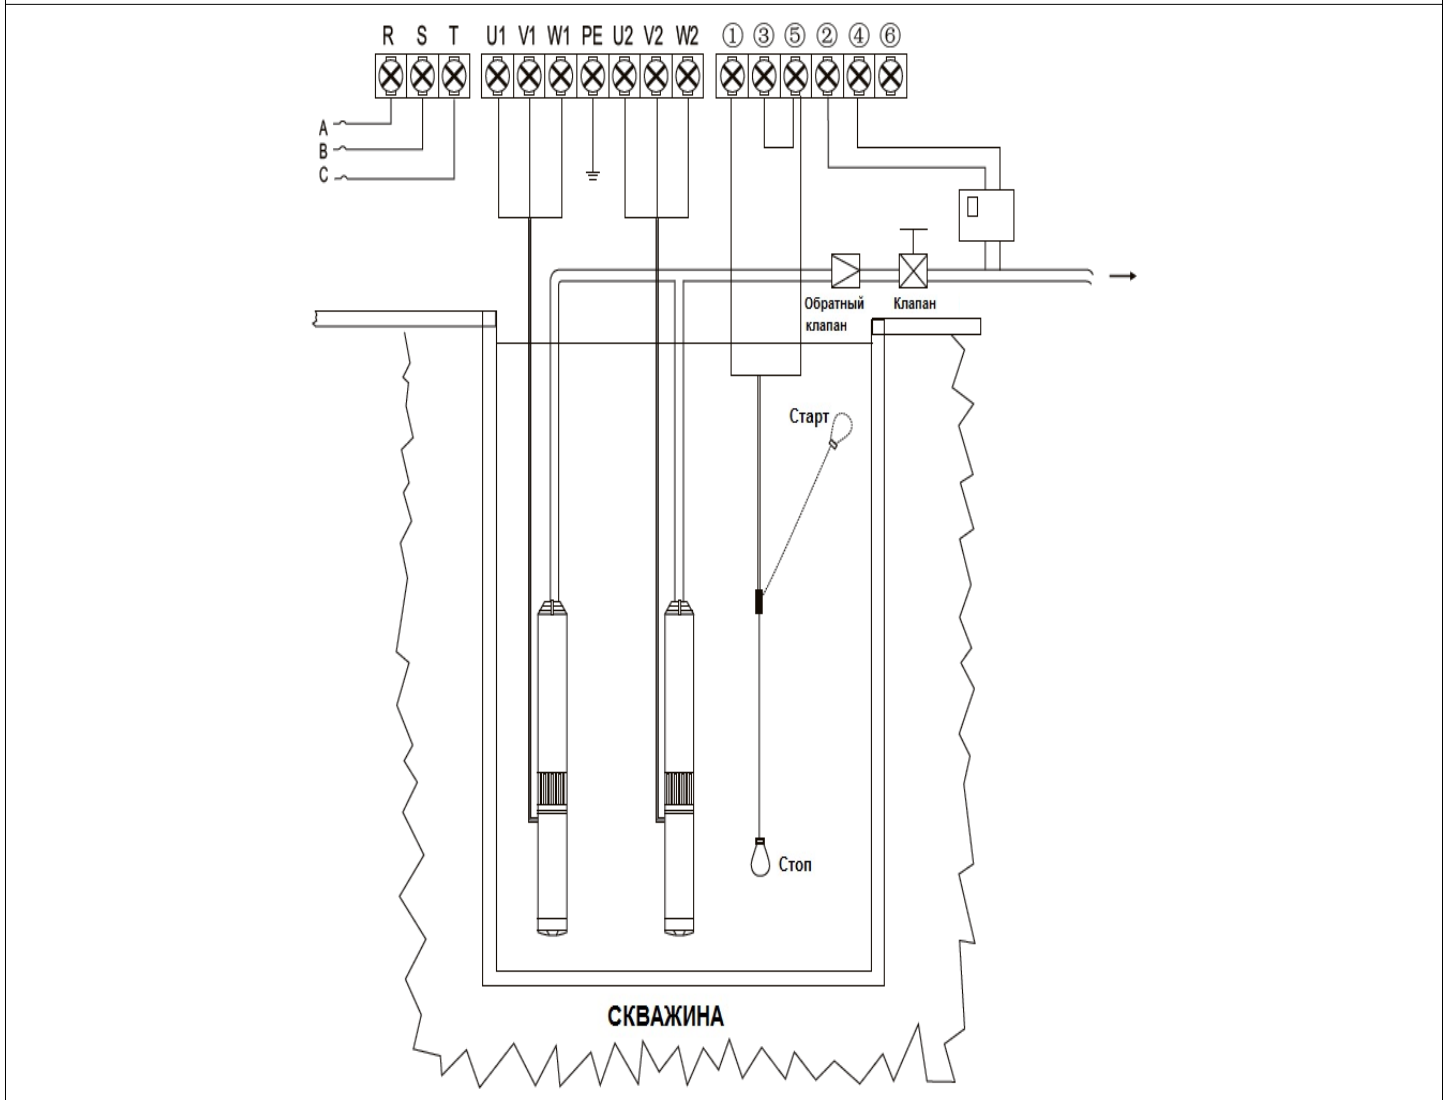 R S T U1 V1 W1 PE U2 V2 W2 ① ③ ⑤ ② ④ ⑥
A
B
C
Обратный
клапан
Клапан
Старт
Стоп
СКВАЖИНА